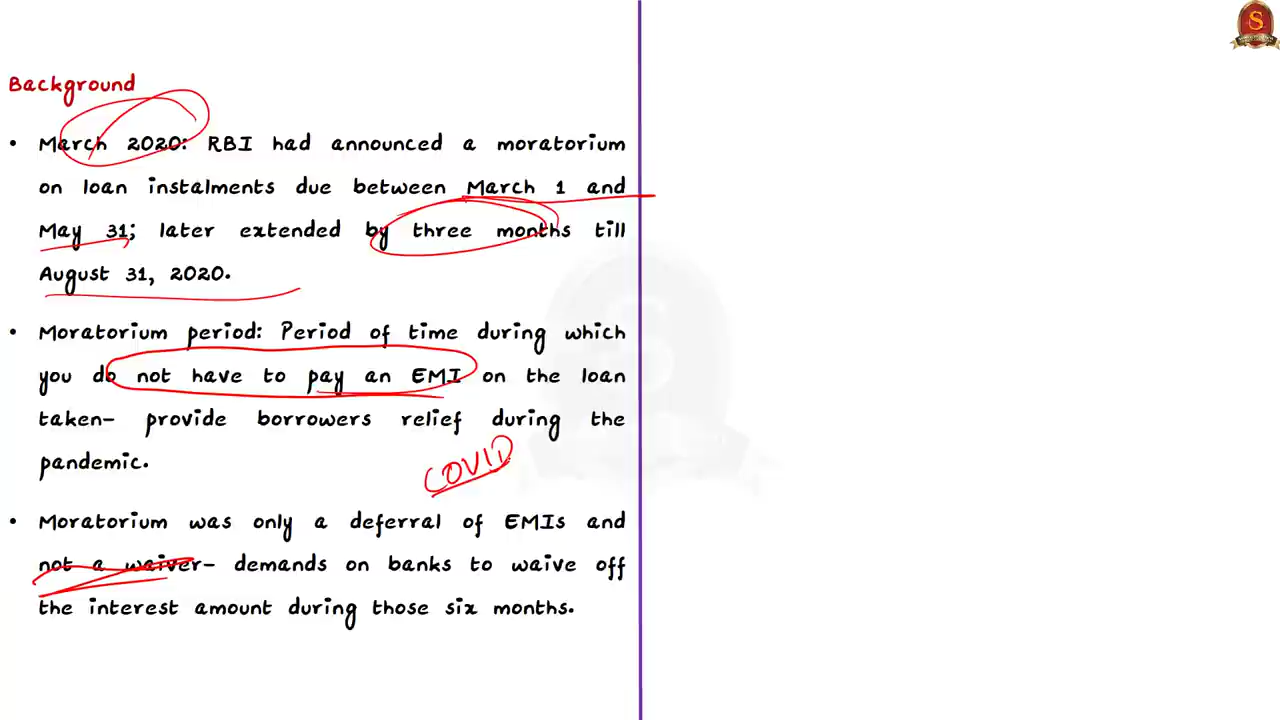 Background
• March 2020: RBI had announced a moratorium
on loan instalments due between March 1 and
May 31; later extended by three months till
August 31, 2020.
• Moratorium period: Period of time during which
you do not have to pay an EMI on the loan
taken- provide borrowers relief during the
pandemic.
COVID
• Moratorium was only a deferral of EMIs and
not a waiver- demands on banks to waive off
the interest amount during those six months.
S